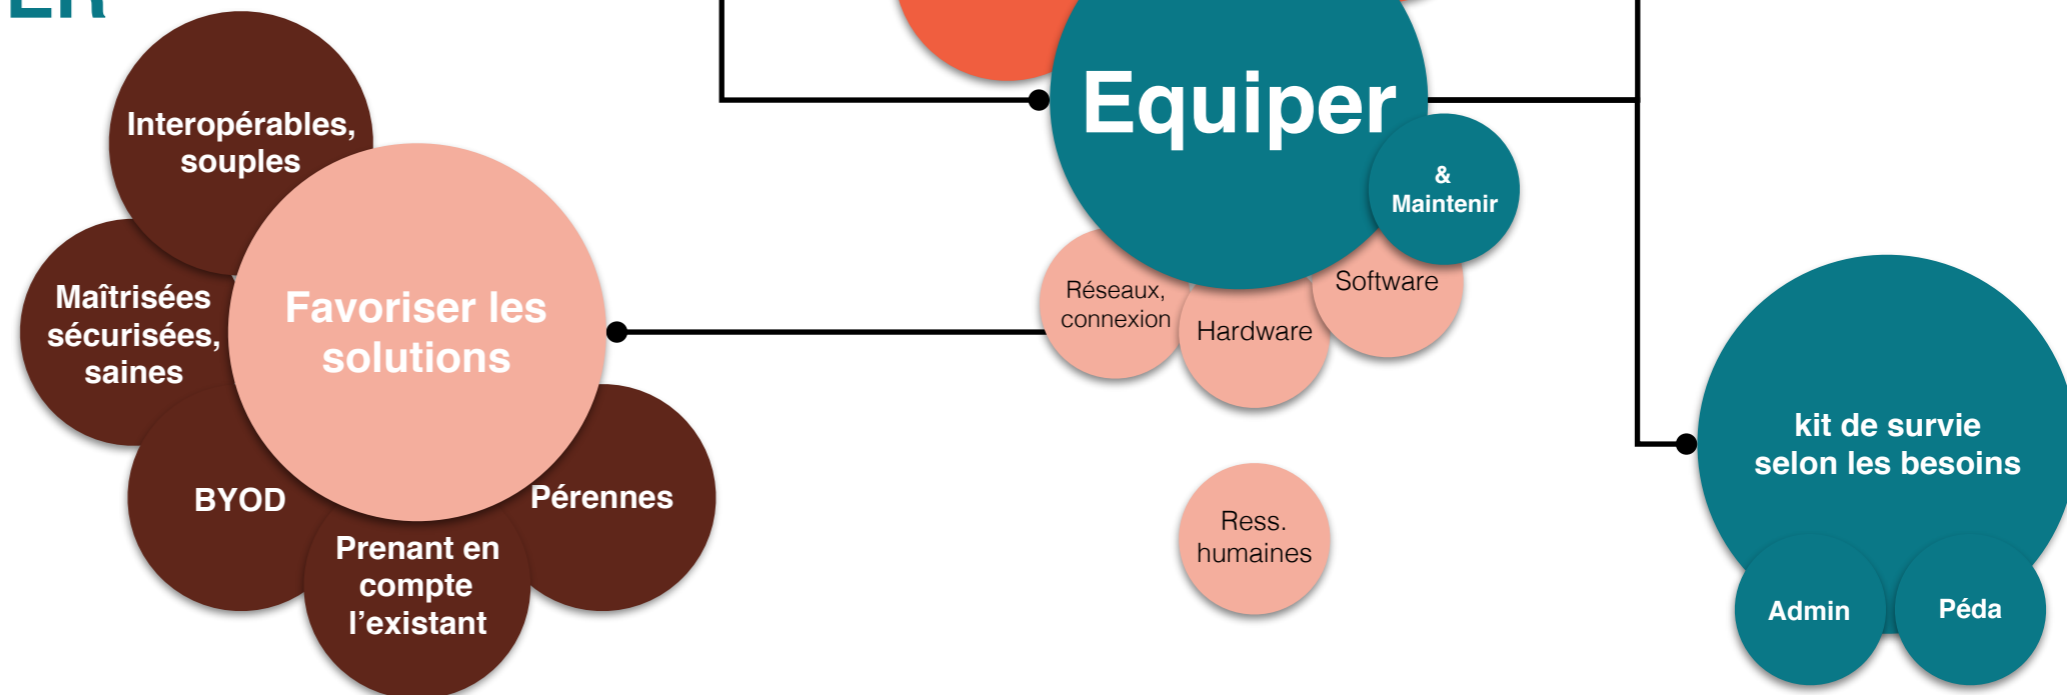 ER
Interopérables,
souples
Maîtrisées
sécurisées,
saines
Favoriser les
solutions
BYOD
Prenant en
compte
l'existant
Pérennes
Equiper
&
Maintenir
Réseaux,
connexion
Hardware
Software
Ress.
humaines
kit de survie
selon les besoins
Admin
Péda